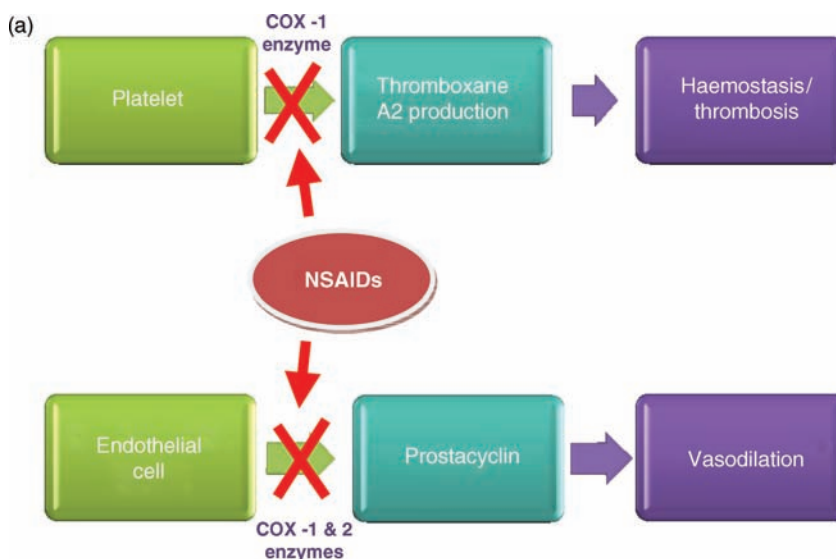 (a)
COX -1
enzyme
Platelet
Thromboxane
A2 production
Haemostasis/
thrombosis
NSAIDs
Endothelial
cell
Prostacyclin
Vasodilation
COX -1 & 2
enzymes